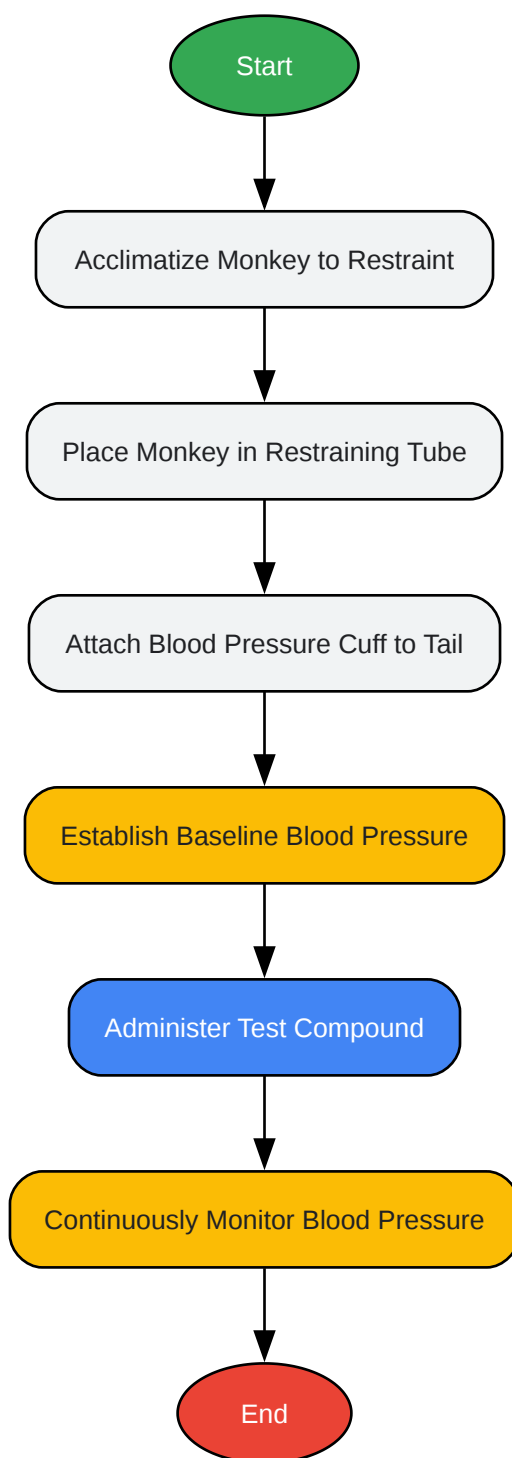 Start
Acclimatize Monkey to Restraint
Place Monkey in Restraining Tube
Attach Blood Pressure Cuff to Tail
Establish Baseline Blood Pressure
Administer Test Compound
Continuously Monitor Blood Pressure
End